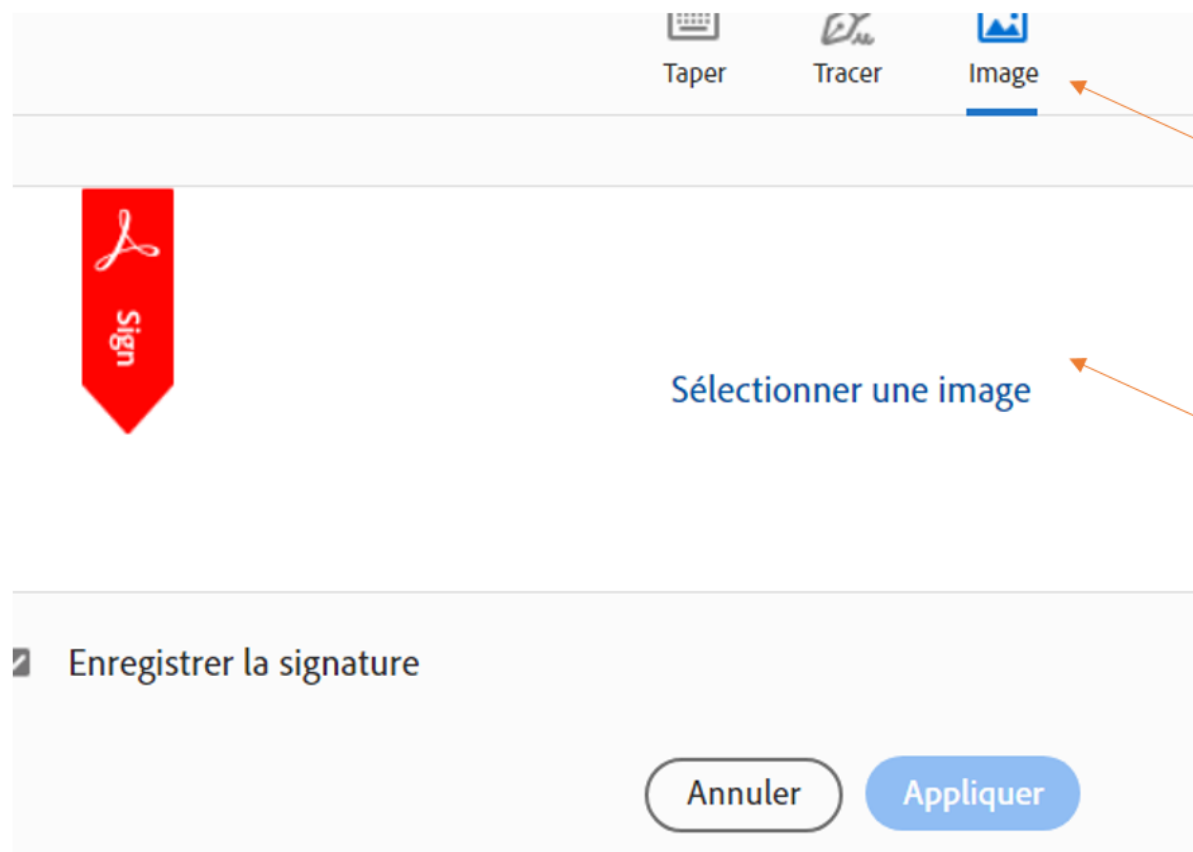 Taper
Tracer
Image
Sign
Sélectionner une image
Enregistrer la signature
Annuler
Appliquer